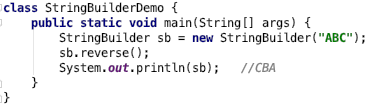 class StringBuilderDemo {
    public static void main(String[] args) {
        StringBuilder sb = new StringBuilder("ABC");
        sb.reverse();
        System.out.println(sb);   //CBA
    }
}